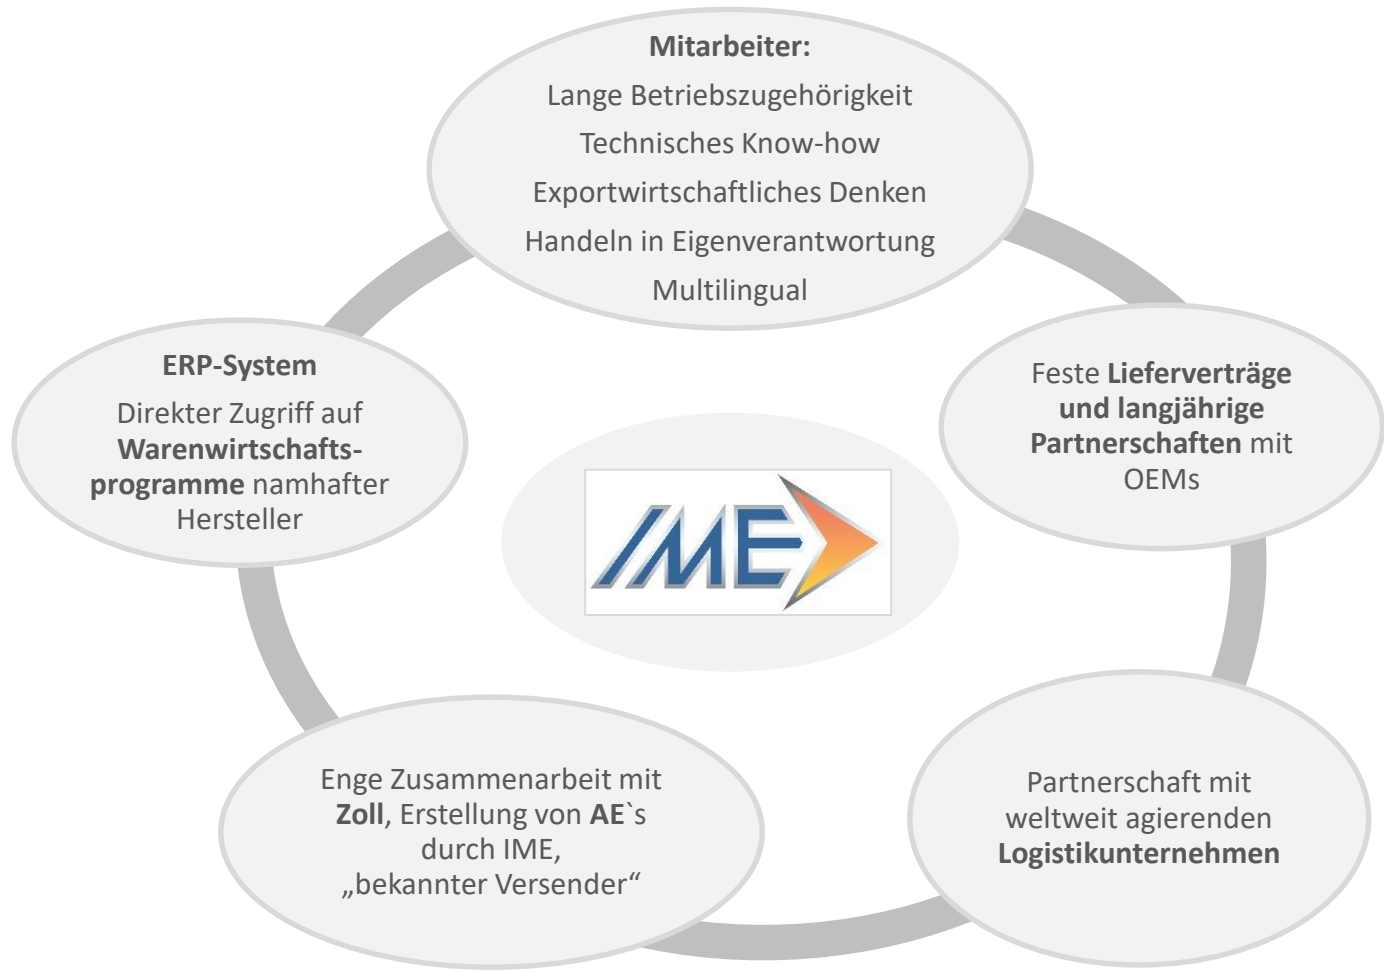 Mitarbeiter:
Lange Betriebszugehörigkeit
Technisches Know-how
Exportwirtschaftliches Denken
Handeln in Eigenverantwortung
Multilingual
ERP-System
Direkter Zugriff auf
Warenwirtschafts-
programme namhafter
Hersteller
Feste Lieferverträge
und langjährige
Partnerschaften mit
OEMs
IME
Enge Zusammenarbeit mit
Zoll, Erstellung von AE`s
durch IME,
„bekannter Versender“
Partnerschaft mit
weltweit agierenden
Logistikunternehmen